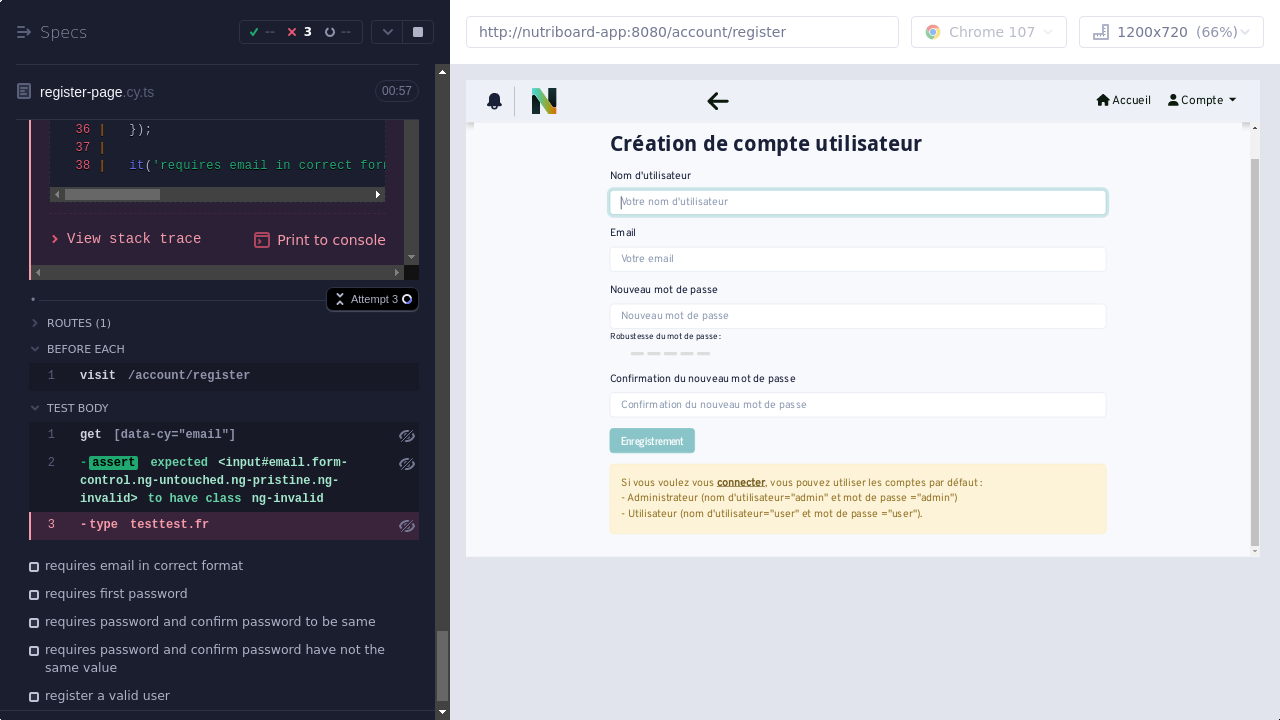 Specs
-- 3 --
http://nutriboard-app:8080/account/register
Chrome 107
1200x720 (66%)
register-page.cy.ts
00:57
36 | });
37 |
38 | it('requires email in correct for
View stack trace
Print to console
Attempt 3
ROUTES (1)
BEFORE EACH
1 visit /account/register
TEST BODY
1 get [data-cy="email"]
2 -assert expected <input#email.form-
control.ng-untouched.ng-pristine.ng-
invalid> to have class ng-invalid
3 -type testtest.fr
requires email in correct format
requires first password
requires password and confirm password to be same
requires password and confirm password have not the
same value
register a valid user
Accueil
Compte
Création de compte utilisateur
Nom d'utilisateur
Votre nom d'utilisateur
Email
Votre email
Nouveau mot de passe
Nouveau mot de passe
Robustesse du mot de passe :
Confirmation du nouveau mot de passe
Confirmation du nouveau mot de passe
Enregistrement
Si vous voulez vous connecter, vous pouvez utiliser les comptes par défaut :
- Administrateur (nom d'utilisateur="admin" et mot de passe ="admin")
- Utilisateur (nom d'utilisateur="user" et mot de passe ="user").